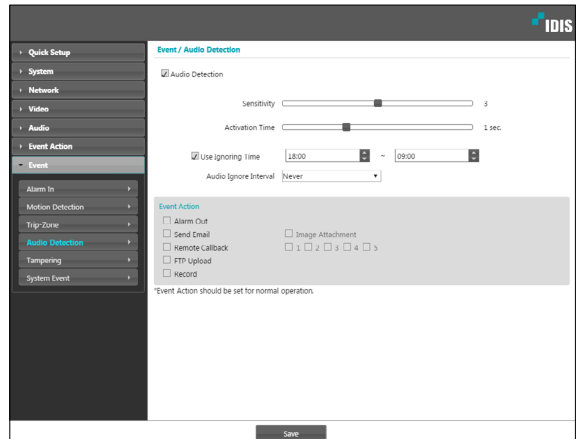 IDIS
Quick Setup
System
Network
Video
Audio
Event Action
Event
Alarm In
Motion Detection
Trip-Zone
Audio Detection
Tampering
System Event
Event / Audio Detection
Audio Detection
Sensitivity 3
Activation Time 1 sec.
Use Ignoring Time 18:00 ~ 09:00
Audio Ignore Interval Never
Event Action
Alarm Out
Send Email Image Attachment
Remote Callback 1 2 3 4 5
FTP Upload
Record
*Event Action should be set for normal operation.
Save